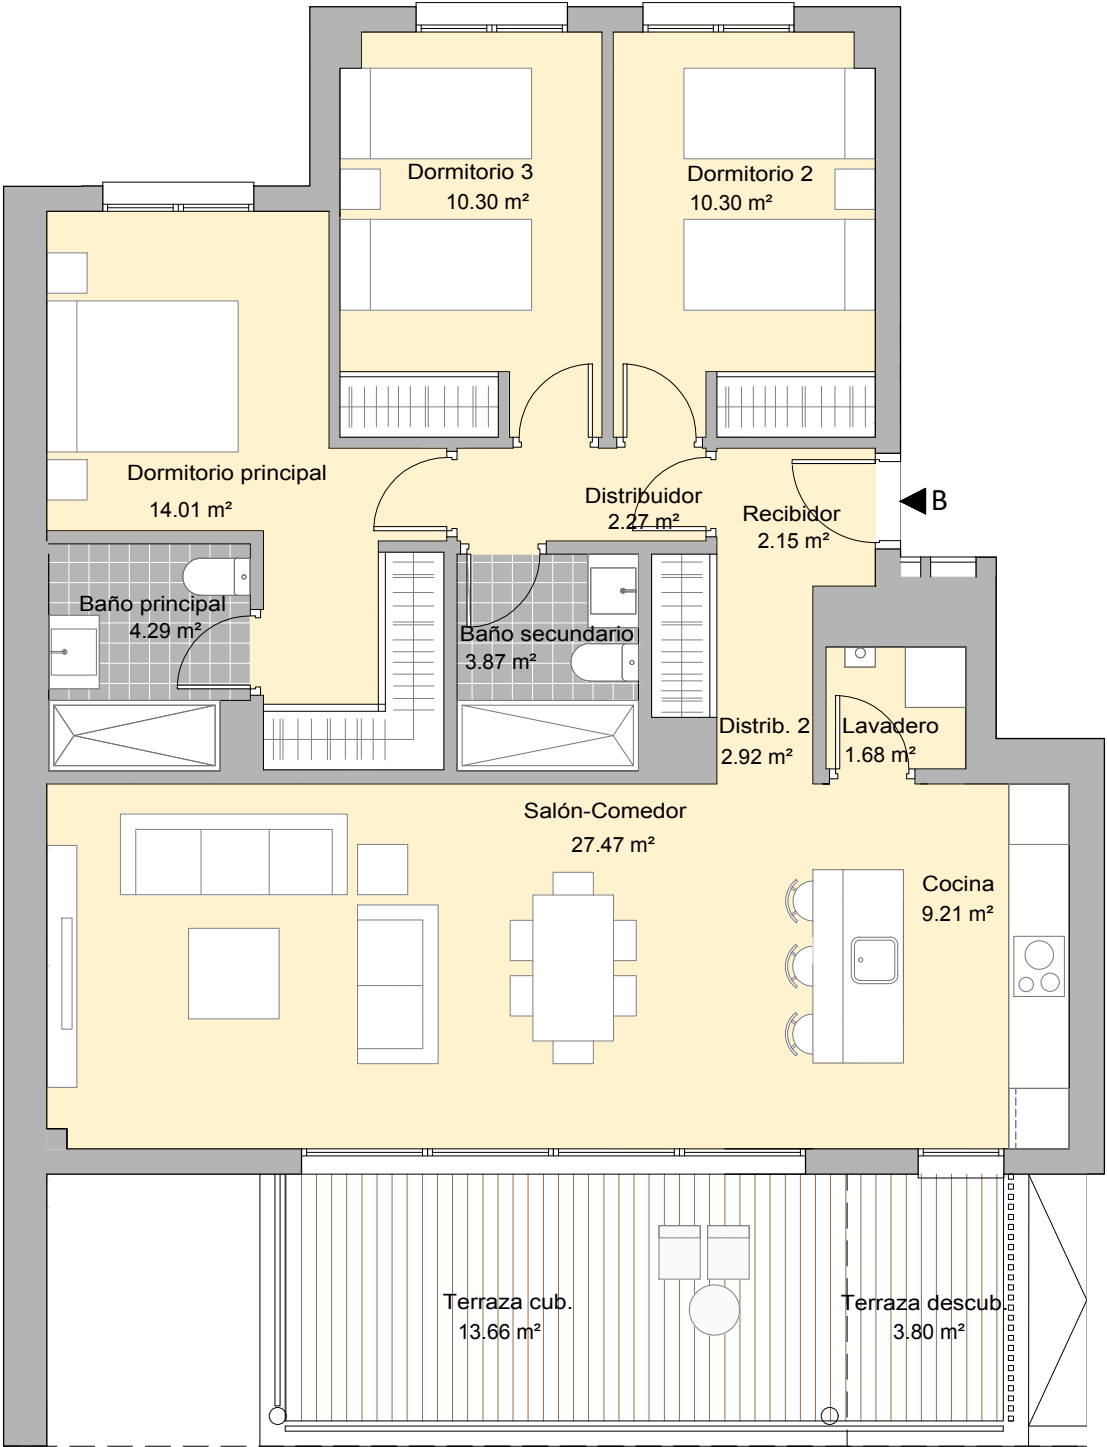 Dormitorio 3
10.30 m²
Dormitorio 2
10.30 m²
Dormitorio principal
14.01 m²
Distribuidor
2.27 m²
Recibidor
2.15 m²
B
Baño principal
4.29 m²
Baño secundario
3.87 m²
Distrib. 2
2.92 m²
Lavadero
1.68 m²
Salón-Comedor
27.47 m²
Cocina
9.21 m²
Terraza cub.
13.66 m²
Terraza descub.
3.80 m²